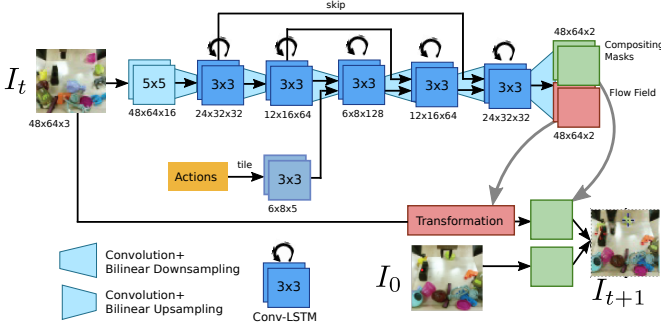 skip
48x64x2
Compositing
Masks
I_t
5x5
3x3
3x3
3x3
3x3
3x3
Flow Field
48x64x3
48x64x16
24x32x32
12x16x64
6x8x128
12x16x64
24x32x32
48x64x2
Actions
tile
3x3
6x8x5
Transformation
Convolution+
Bilinear Downsampling
3x3
I_0
I_{t+1}
Convolution+
Bilinear Upsampling
Conv-LSTM